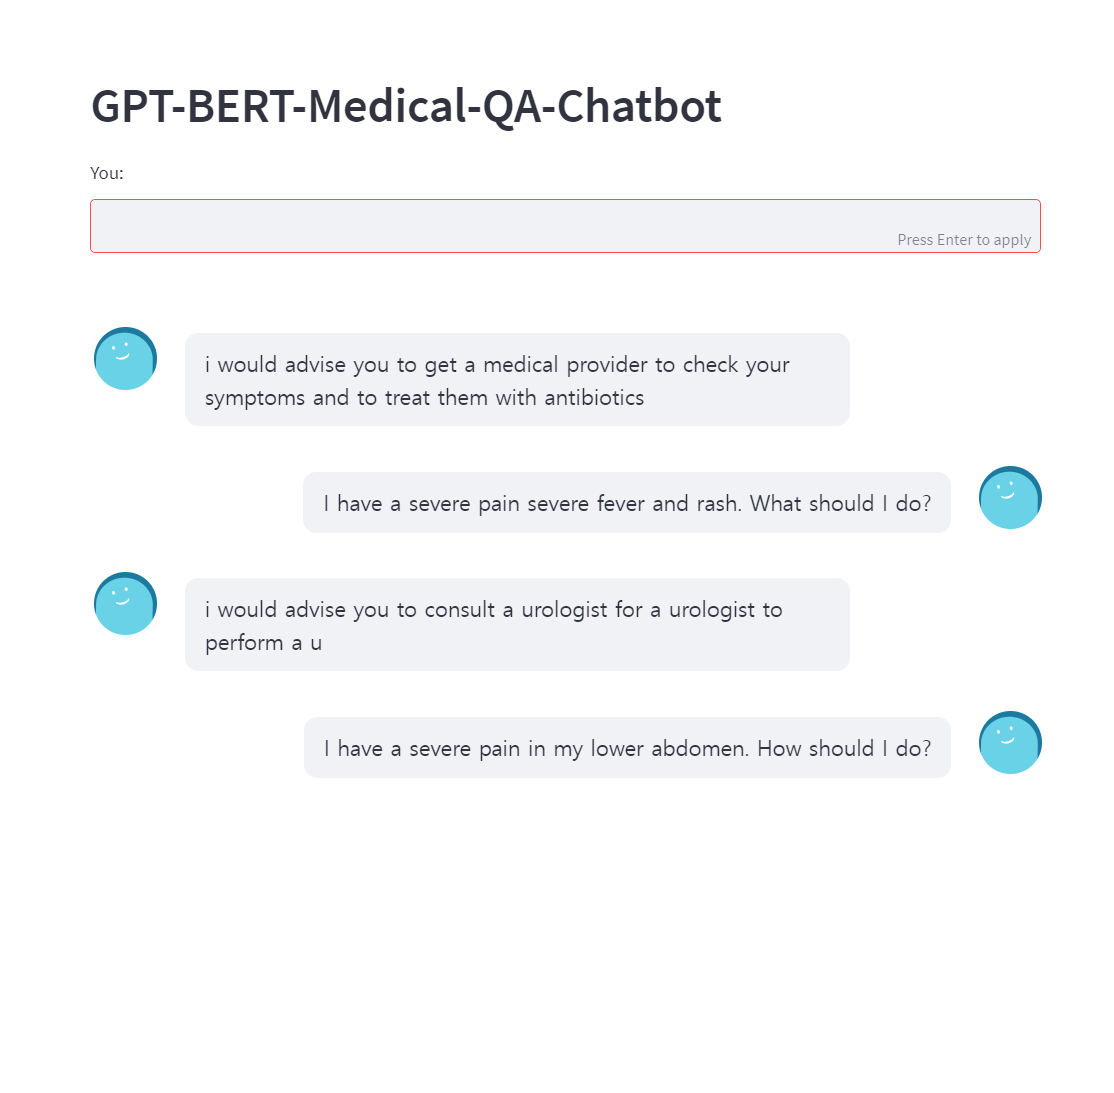 GPT-BERT-Medical-QA-Chatbot
You:
Press Enter to apply
i would advise you to get a medical provider to check your
symptoms and to treat them with antibiotics
I have a severe pain severe fever and rash. What should I do?
i would advise you to consult a urologist for a urologist to
perform a u
I have a severe pain in my lower abdomen. How should I do?